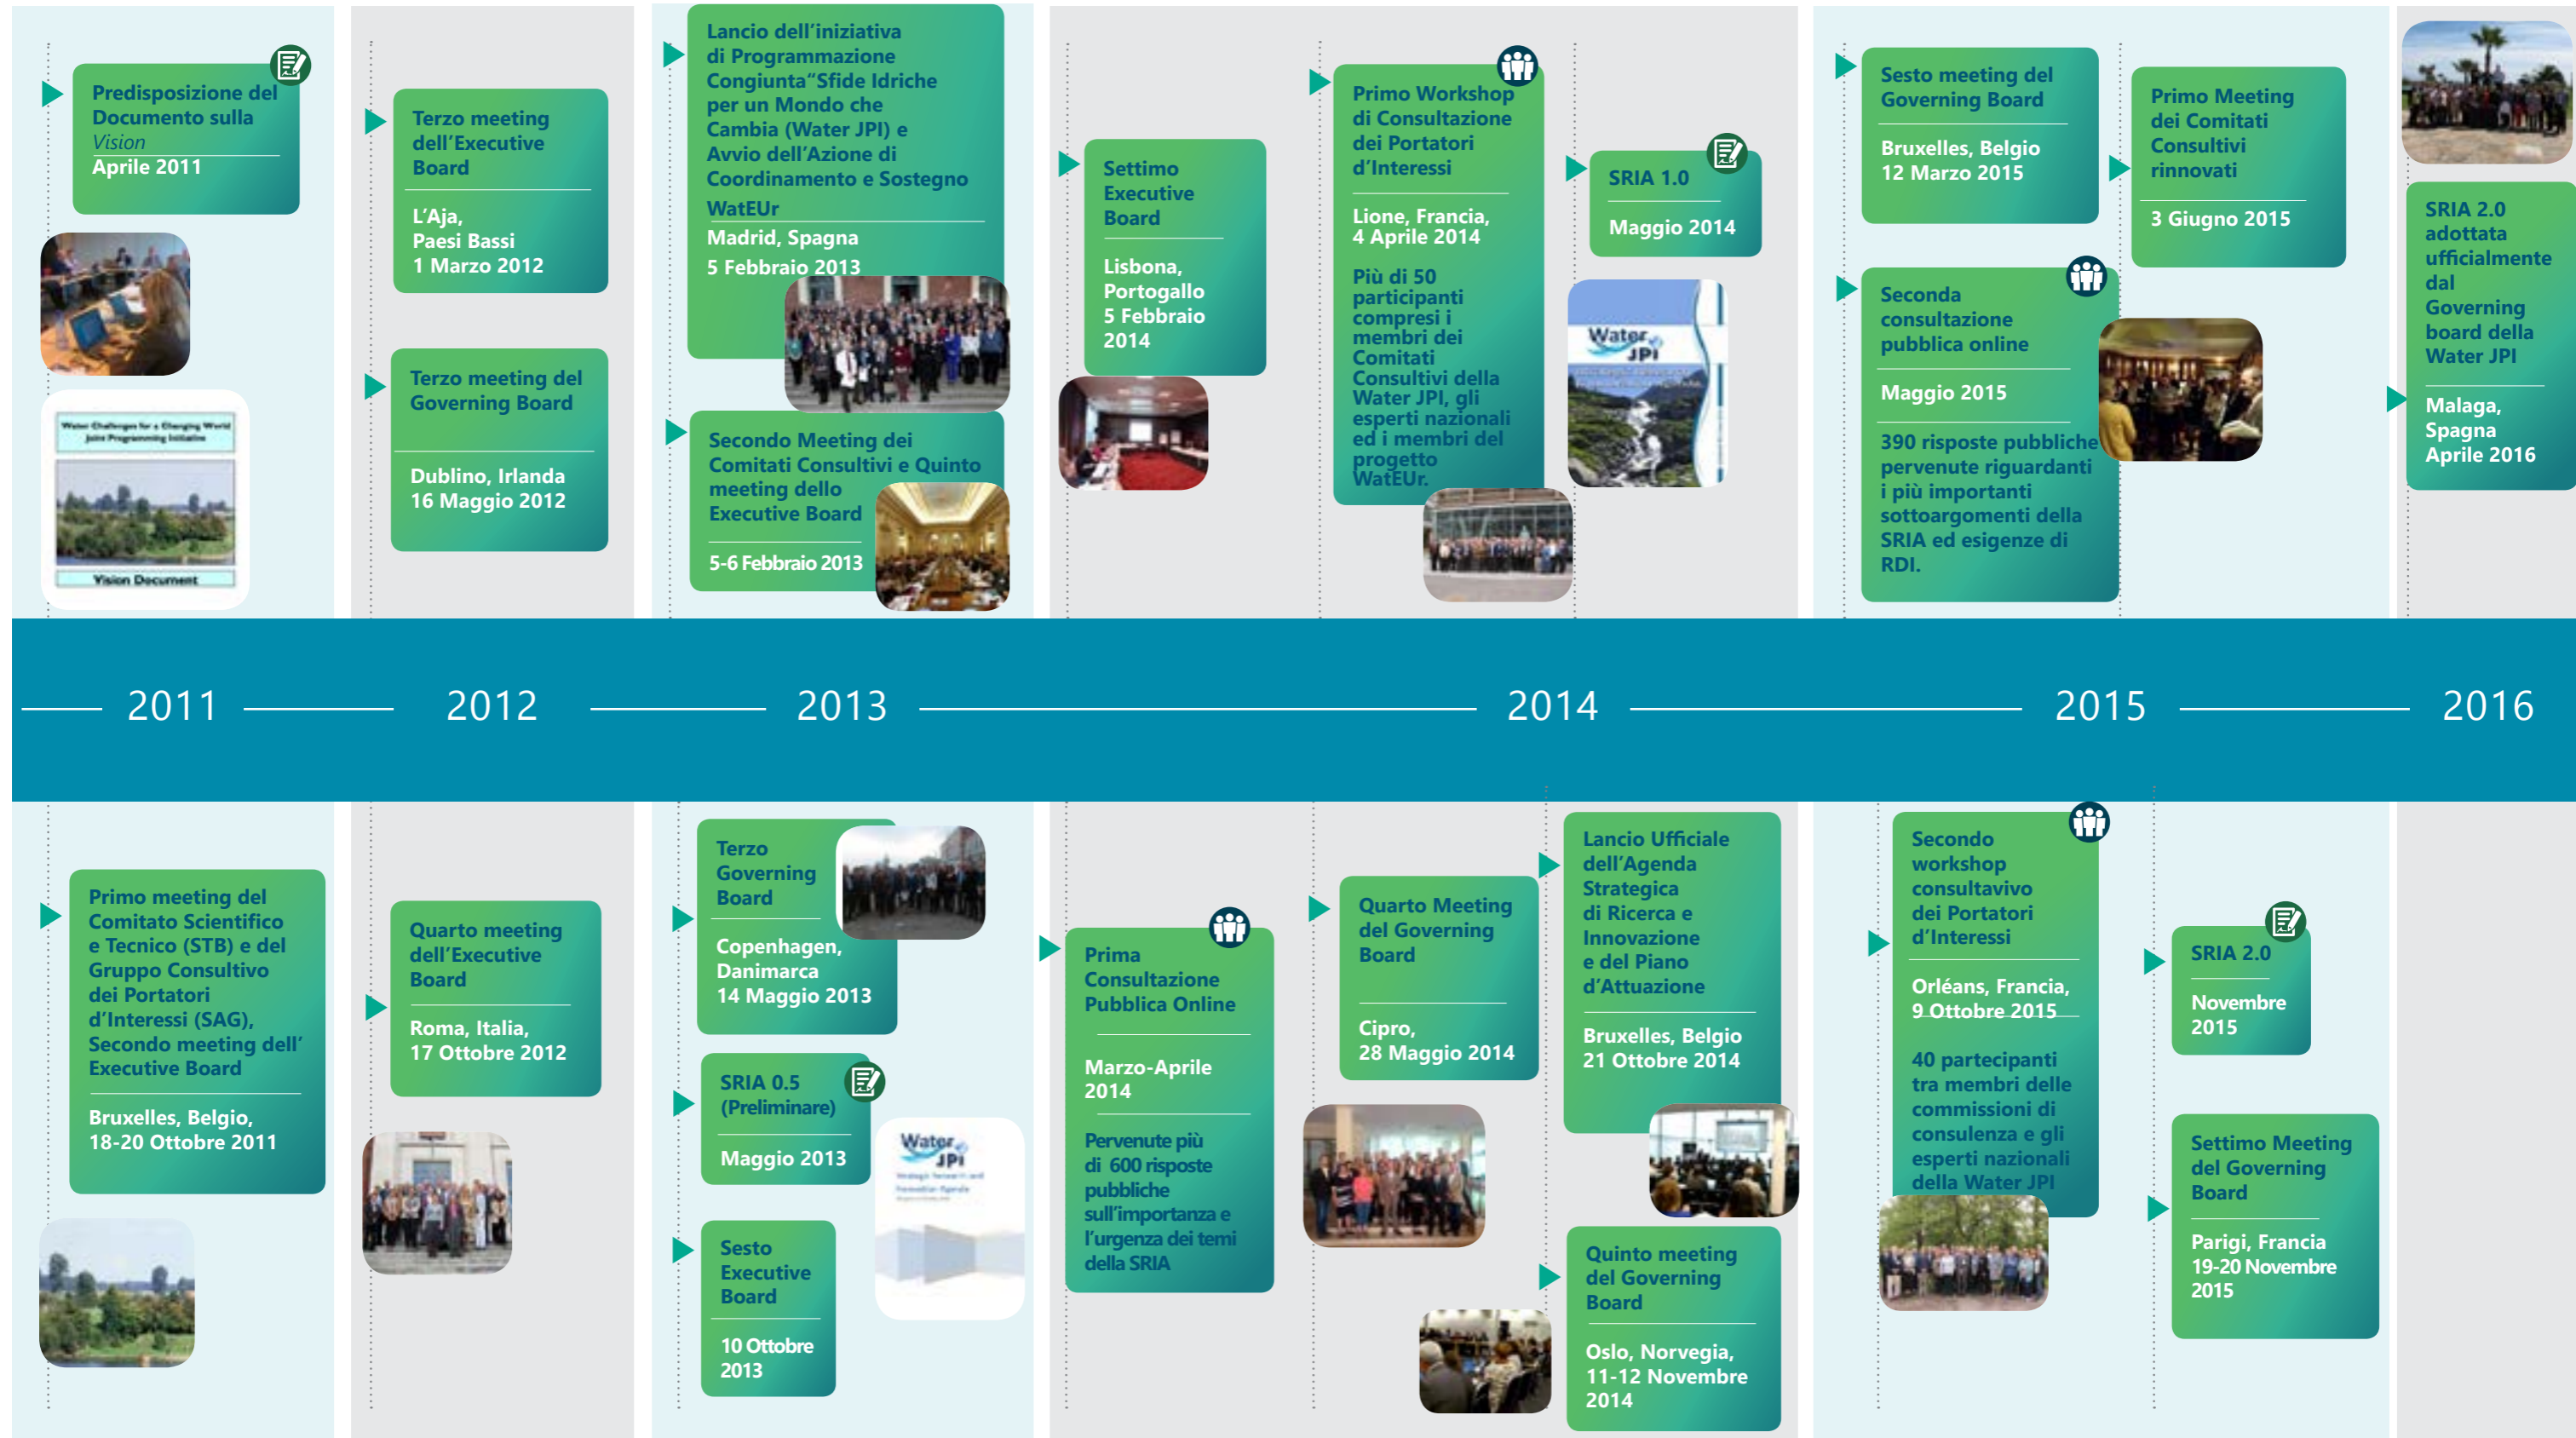 Predisposizione del
Documento sulla
Vision
Aprile 2011
Water Challenges for a Changing World
Joint Programming Initiative
Vision Document
Terzo meeting
dell'Executive
Board
L'Aja,
Paesi Bassi
1 Marzo 2012
Terzo meeting del
Governing Board
Dublino, Irlanda
16 Maggio 2012
Lancio dell'iniziativa
di Programmazione
Congiunta“Sfide Idriche
per un Mondo che
Cambia (Water JPI) e
Avvio dell'Azione di
Coordinamento e Sostegno
WatEUr
Madrid, Spagna
5 Febbraio 2013
Secondo Meeting dei
Comitati Consultivi e Quinto
meeting dello
Executive Board
5-6 Febbraio 2013
Settimo
Executive
Board
Lisbona,
Portogallo
5 Febbraio
2014
Primo Workshop
di Consultazione
dei Portatori
d'Interessi
Lione, Francia,
4 Aprile 2014
Più di 50
participanti
compresi i
membri dei
Comitati
Consultivi della
Water JPI, gli
esperti nazionali
ed i membri del
progetto
WatEUr.
SRIA 1.0
Maggio 2014
Water
JPI
Sesto meeting del
Governing Board
Bruxelles, Belgio
12 Marzo 2015
Seconda
consultazione
pubblica online
Maggio 2015
390 risposte pubbliche
pervenute riguardanti
i più importanti
sottoargomenti della
SRIA ed esigenze di
RDI.
Primo Meeting
dei Comitati
Consultivi
rinnovati
3 Giugno 2015
SRIA 2.0
adottata
ufficialmente
dal
Governing
board della
Water JPI
Malaga,
Spagna
Aprile 2016
2011
2012
2013
2014
2015
2016
Primo meeting del
Comitato Scientifico
e Tecnico (STB) e del
Gruppo Consultivo
dei Portatori
d'Interessi (SAG),
Secondo meeting dell'
Executive Board
Bruxelles, Belgio,
18-20 Ottobre 2011
Quarto meeting
dell'Executive
Board
Roma, Italia,
17 Ottobre 2012
Terzo
Governing
Board
Copenhagen,
Danimarca
14 Maggio 2013
SRIA 0.5
(Preliminare)
Maggio 2013
Water
JPI
Strategic Research and
Innovation Agenda
Sesto
Executive
Board
10 Ottobre
2013
Prima
Consultazione
Pubblica Online
Marzo-Aprile
2014
Pervenute più
di 600 risposte
pubbliche
sull'importanza e
l'urgenza dei temi
della SRIA
Quarto Meeting
del Governing
Board
Cipro,
28 Maggio 2014
Lancio Ufficiale
dell'Agenda
Strategica
di Ricerca e
Innovazione
e del Piano
d'Attuazione
Bruxelles, Belgio
21 Ottobre 2014
Quinto meeting
del Governing
Board
Oslo, Norvegia,
11-12 Novembre
2014
Secondo
workshop
consultavivo
dei Portatori
d'Interessi
Orléans, Francia,
9 Ottobre 2015
40 partecipanti
tra membri delle
commissioni di
consulenza e gli
esperti nazionali
della Water JPI
SRIA 2.0
Novembre
2015
Settimo Meeting
del Governing
Board
Parigi, Francia
19-20 Novembre
2015